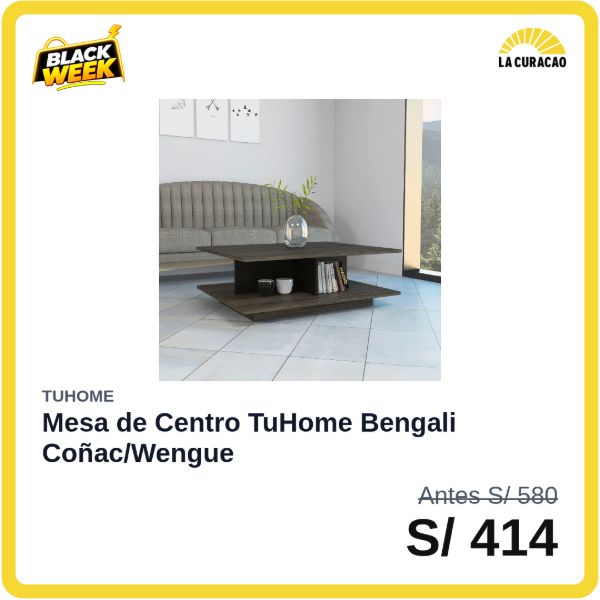 BLACK
WEEK
LA CURACAO
TUHOME
Mesa de Centro TuHome Bengali
Coñac/Wengue
Antes S/ 580
S/ 414